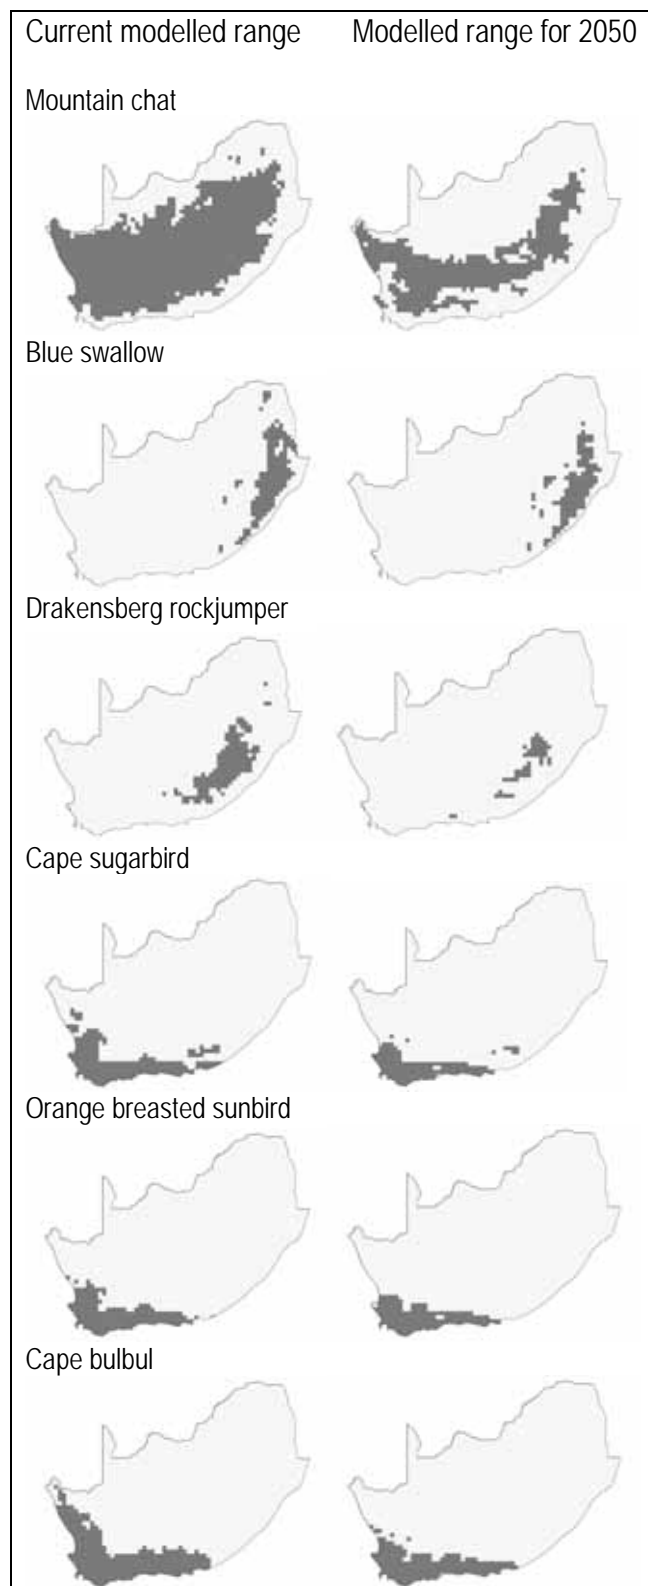 Current modelled range Modelled range for 2050
Mountain chat
Blue swallow
Drakensberg rockjumper
Cape sugarbird
Orange breasted sunbird
Cape bulbul